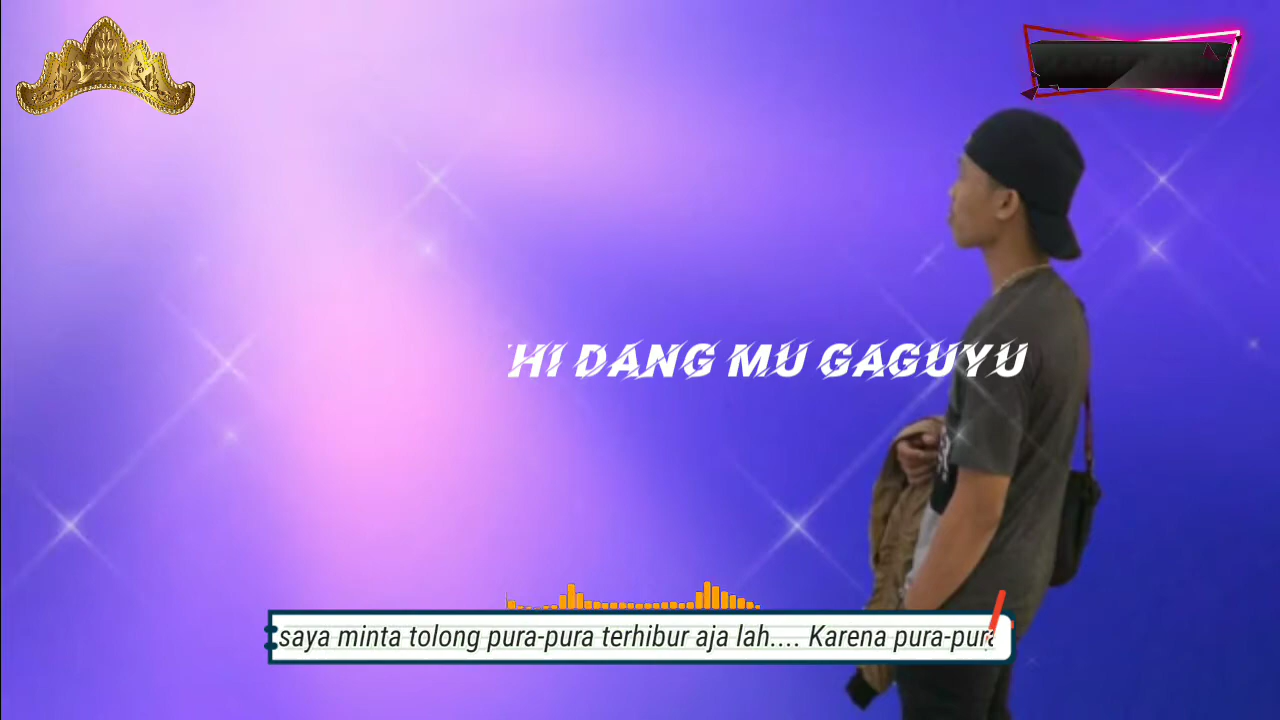 HI DANG MU GAGUYU
saya minta tolong pura-pura terhibur aja lah.... Karena pura-pura